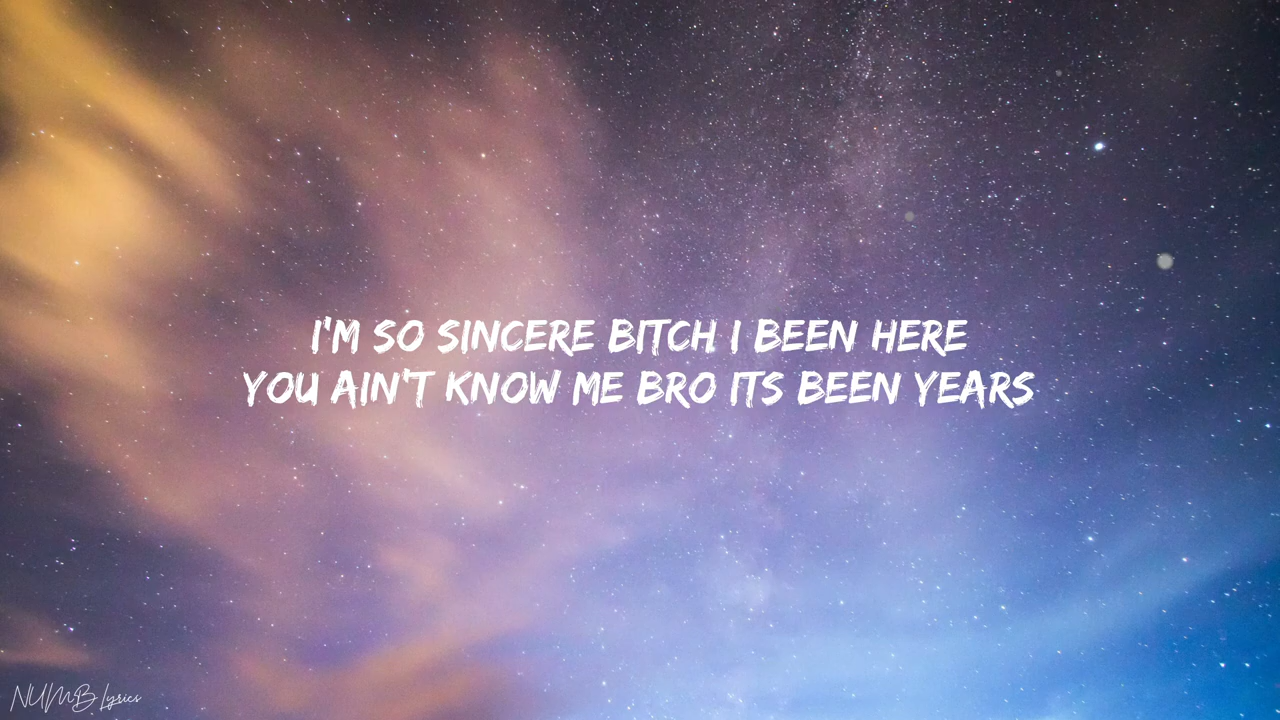 I'M SO SINCERE BITCH I BEEN HERE
YOU AIN'T KNOW ME BRO ITS BEEN YEARS
NUMB Lyrics